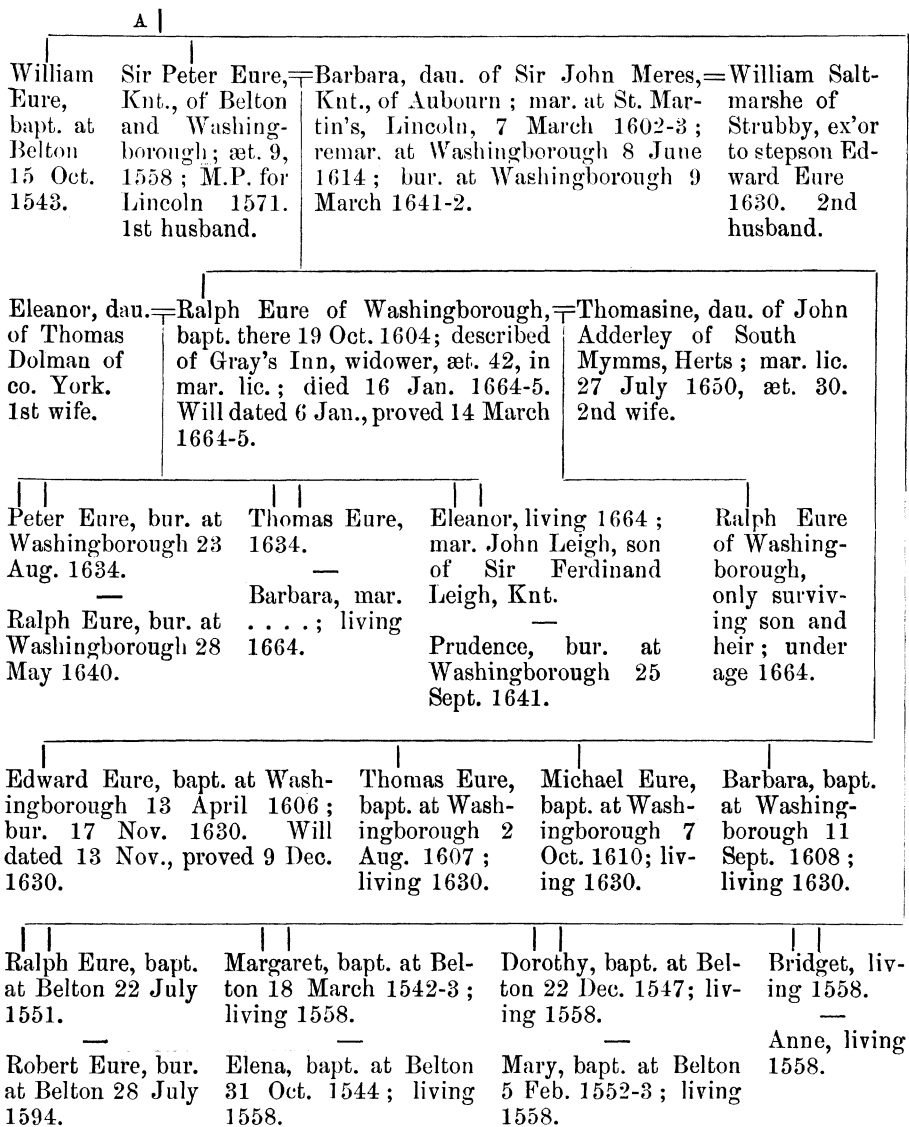 A
William
Eure,
bapt. at
Belton
15 Oct.
1543.
Sir Peter Eure,
Knt., of Belton
and Washing-
borough; æt. 9,
1558; M.P. for
Lincoln 1571.
1st husband.
Barbara, dau. of Sir John Meres,
Knt., of Aubourn; mar. at St. Mar-
tin's, Lincoln, 7 March 1602-3;
remar. at Washingborough 8 June
1614; bur. at Washingborough 9
March 1641-2.
William Salt-
marshe of
Strubby, ex'or
to stepson Ed-
ward Eure
1630. 2nd
husband.
Eleanor, dau.
of Thomas
Dolman of
co. York.
1st wife.
Ralph Eure of Washingborough,
bapt. there 19 Oct. 1604; described
of Gray's Inn, widower, æt. 42, in
mar. lic.; died 16 Jan. 1664-5.
Will dated 6 Jan., proved 14 March
1664-5.
Thomasine, dau. of John
Adderley of South
Mymms, Herts; mar. lic.
27 July 1650, æt. 30.
2nd wife.
Peter Eure, bur. at
Washingborough 23
Aug. 1634.
—
Ralph Eure, bur. at
Washingborough 28
May 1640.
Thomas Eure,
1634.
—
Barbara, mar.
. . . .; living
1664.
Eleanor, living 1664;
mar. John Leigh, son
of Sir Ferdinand
Leigh, Knt.
—
Prudence, bur. at
Washingborough 25
Sept. 1641.
Ralph Eure
of Washing-
borough,
only surviv-
ing son and
heir; under
age 1664.
Edward Eure, bapt. at Wash-
ingborough 13 April 1606;
bur. 17 Nov. 1630. Will
dated 13 Nov., proved 9 Dec.
1630.
Thomas Eure,
bapt. at Wash-
ingborough 2
Aug. 1607;
living 1630.
Michael Eure,
bapt. at Wash-
ingborough 7
Oct. 1610; liv-
ing 1630.
Barbara, bapt.
at Washing-
borough 11
Sept. 1608;
living 1630.
Ralph Eure, bapt.
at Belton 22 July
1551.
—
Robert Eure, bur.
at Belton 28 July
1594.
Margaret, bapt. at Bel-
ton 18 March 1542-3;
living 1558.
—
Elena, bapt. at Belton
31 Oct. 1544; living
1558.
Dorothy, bapt. at Bel-
ton 22 Dec. 1547; liv-
ing 1558.
—
Mary, bapt. at Belton
5 Feb. 1552-3; living
1558.
Bridget, liv-
ing 1558.
—
Anne, living
1558.